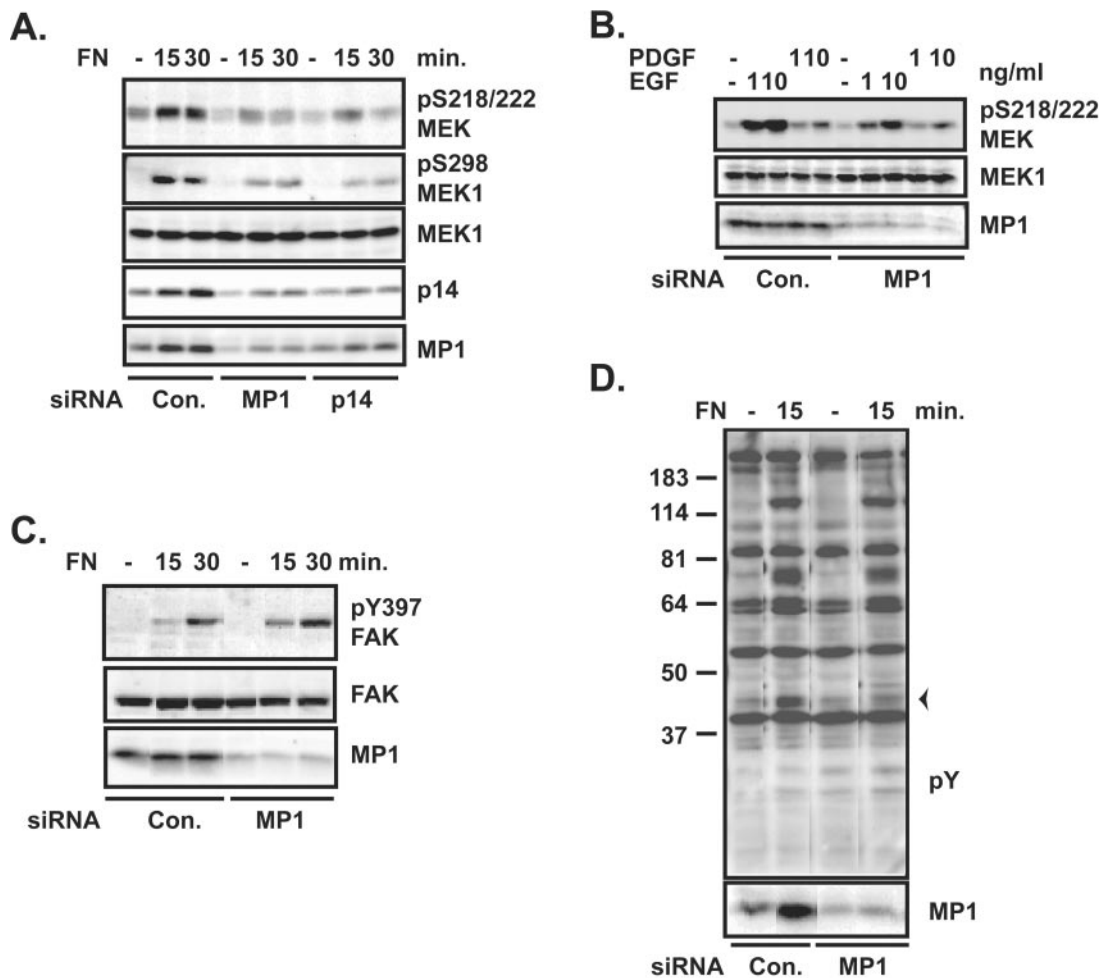 A.
FN - 15 30 - 15 30 - 15 30 min.
pS218/222
MEK
pS298
MEK1
MEK1
p14
MP1
siRNA Con. MP1 p14
B.
PDGF - 1 10 - 1 10
EGF - 1 10 - 1 10 ng/ml
pS218/222
MEK
MEK1
MP1
siRNA Con. MP1
C.
FN - 15 30 - 15 30 min.
pY397
FAK
FAK
MP1
siRNA Con. MP1
D.
FN - 15 - 15 min.
183
114
81
64
50
37
pY
MP1
siRNA Con. MP1